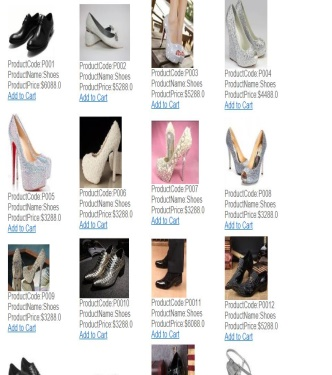 ProductCode:P001
ProductName:Shoes
ProductPrice:$6088.0
Add to Cart
ProductCode:P002
ProductName:Shoes
ProductPrice:$5288.0
Add to Cart
ProductCode:P003
ProductName:Shoes
ProductPrice:$5288.0
Add to Cart
ProductCode:P004
ProductName:Shoes
ProductPrice:$4488.0
Add to Cart
ProductCode:P005
ProductName:Shoes
ProductPrice:$3288.0
Add to Cart
ProductCode:P006
ProductName:Shoes
ProductPrice:$3288.0
Add to Cart
ProductCode:P007
ProductName:Shoes
ProductPrice:$3288.0
Add to Cart
ProductCode:P008
ProductName:Shoes
ProductPrice:$3288.0
Add to Cart
ProductCode:P009
ProductName:Shoes
ProductPrice:$3288.0
Add to Cart
ProductCode:P0010
ProductName:Shoes
ProductPrice:$3288.0
Add to Cart
ProductCode:P0011
ProductName:Shoes
ProductPrice:$6088.0
Add to Cart
ProductCode:P0012
ProductName:Shoes
ProductPrice:$5288.0
Add to Cart